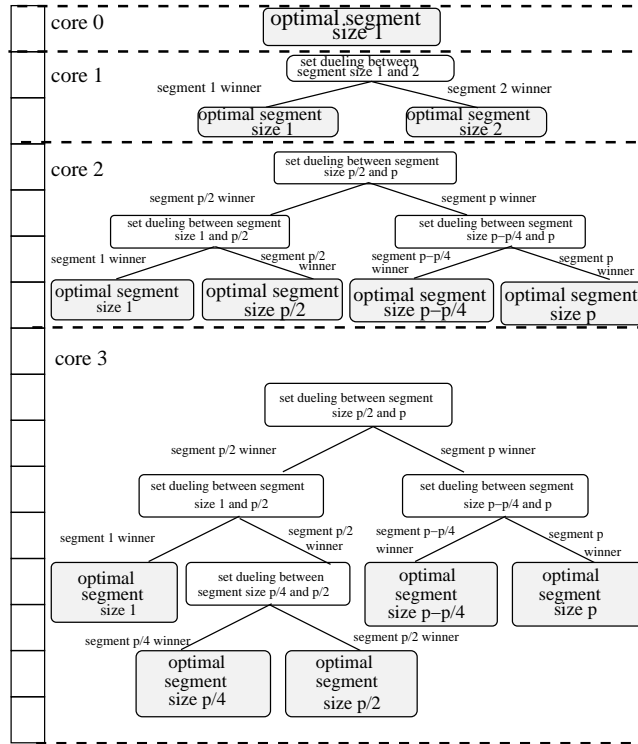 core 0
optimal segment
size 1
core 1
set dueling between
segment size 1 and 2
segment 1 winner
segment 2 winner
optimal segment
size 1
optimal segment
size 2
core 2
set dueling between segment
size p/2 and p
segment p/2 winner
segment p winner
set dueling between segment
size 1 and p/2
set dueling between segment
size p−p/4 and p
segment 1 winner
segment p/2
winner
segment p−p/4
winner
segment p
winner
optimal segment
size 1
optimal segment
size p/2
optimal segment
size p−p/4
optimal segment
size p
core 3
set dueling between segment
size p/2 and p
segment p/2 winner
segment p winner
set dueling between segment
size 1 and p/2
set dueling between segment
size p−p/4 and p
segment 1 winner
segment p/2
winner
segment p−p/4
winner
segment p
winner
optimal
segment
size 1
set dueling between
segment size p/4 and p/2
optimal
segment
size p−p/4
optimal
segment
size p
segment p/4 winner
segment p/2 winner
optimal
segment
size p/4
optimal
segment
size p/2